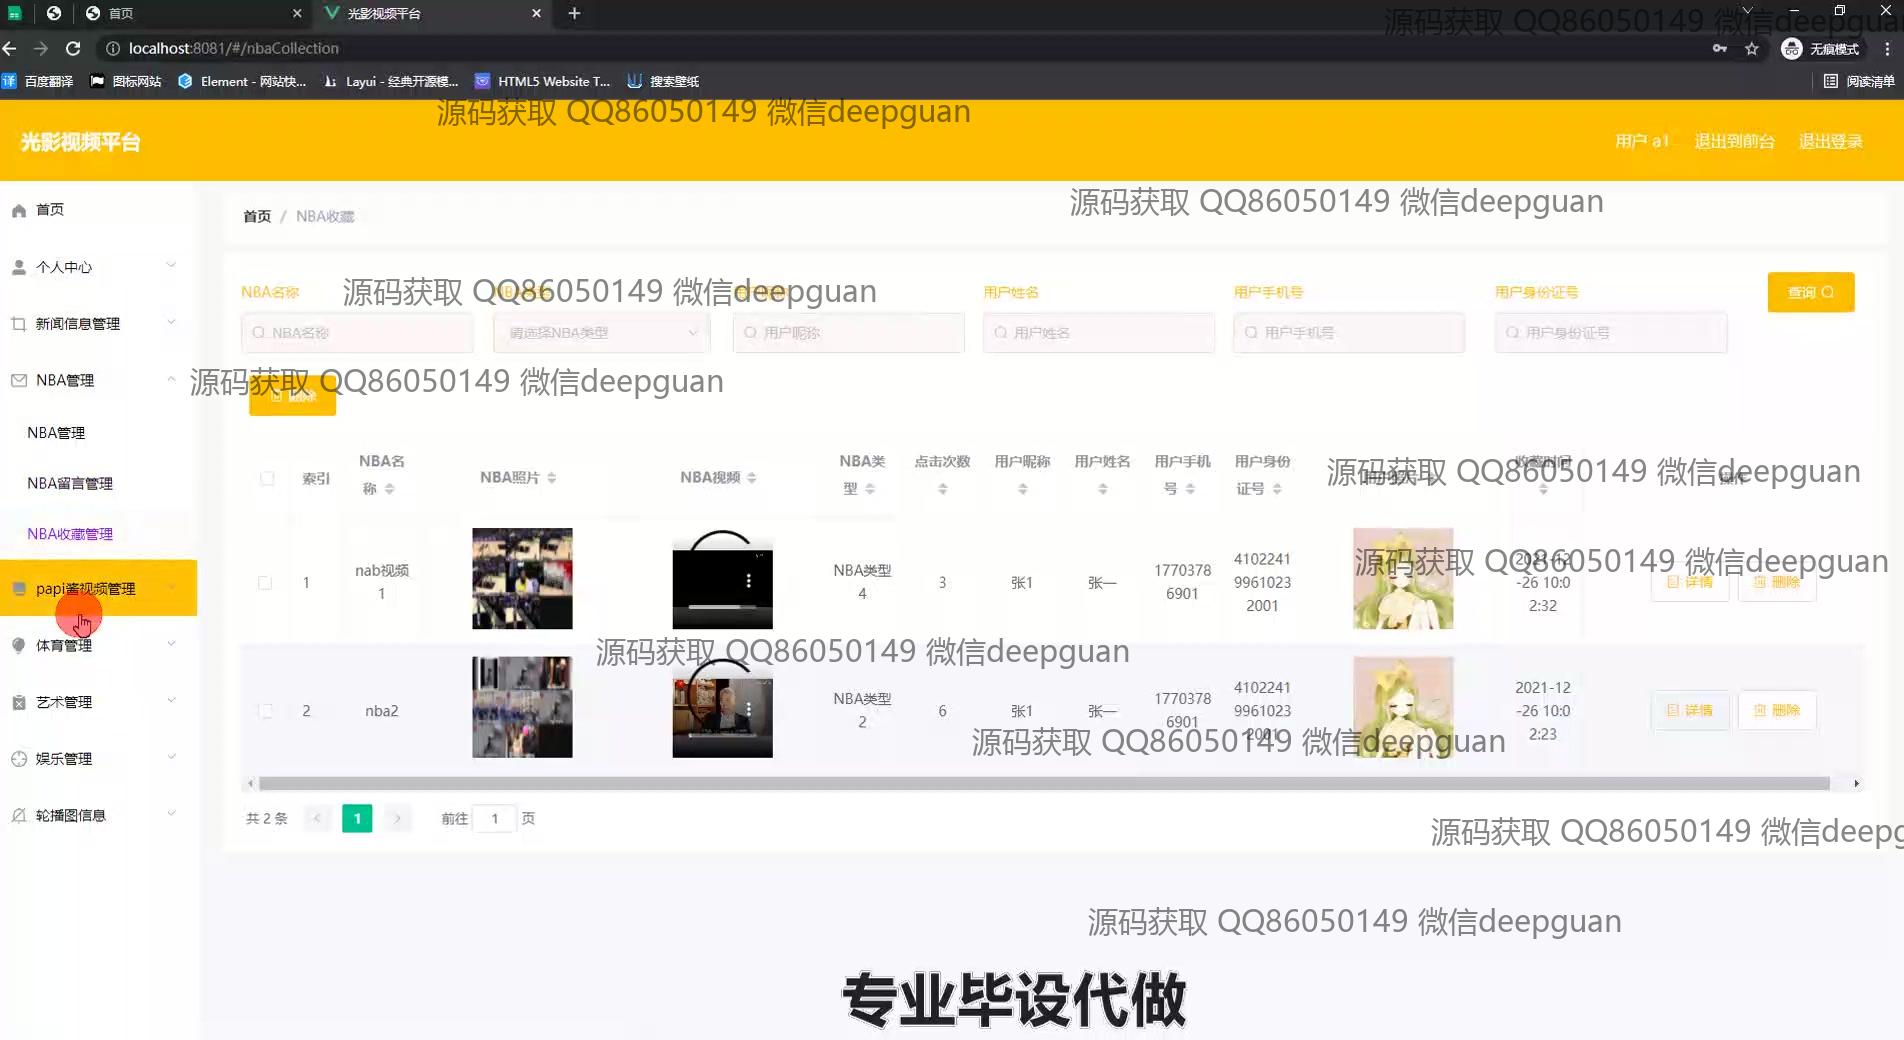 首页
光影视频平台
localhost:8081/#/nbaCollection
无痕模式
百度翻译
图标网站
Element - 网站快...
Layui - 经典开源模...
HTML5 Website T...
搜索壁纸
阅读清单
源码获取 QQ86050149 微信deepguan
源码获取 QQ86050149 微信deepguan
光影视频平台
用户 a1
退出到前台
退出登录
源码获取 QQ86050149 微信deepguan
首页 / NBA收藏
首页
个人中心
新闻信息管理
NBA管理
NBA管理
NBA留言管理
NBA收藏管理
papi酱视频管理
体育管理
艺术管理
娱乐管理
轮播图信息
源码获取 QQ86050149 微信deepguan
NBA名称
用户姓名
用户手机号
用户身份证号
查询
NBA名称
请选择NBA类型
用户昵称
用户姓名
用户手机号
用户身份证号
源码获取 QQ86050149 微信deepguan
删除
源码获取 QQ86050149 微信deepguan
索引
NBA名称
NBA照片
NBA视频
NBA类型
点击次数
用户昵称
用户姓名
用户手机号
用户身份证号
收藏时间
操作
源码获取 QQ86050149 微信deepguan
1
nab视频1
NBA类型4
3
张1
张一
17703786901
410224199610232001
2021-12-26 10:02:32
详情
删除
源码获取 QQ86050149 微信deepguan
2
nba2
NBA类型2
6
张1
张一
17703786901
410224199610232001
2021-12-26 10:02:23
详情
删除
源码获取 QQ86050149 微信deepguan
共 2 条
1
前往 1 页
源码获取 QQ86050149 微信deepg
源码获取 QQ86050149 微信deepguan
专业毕设代做